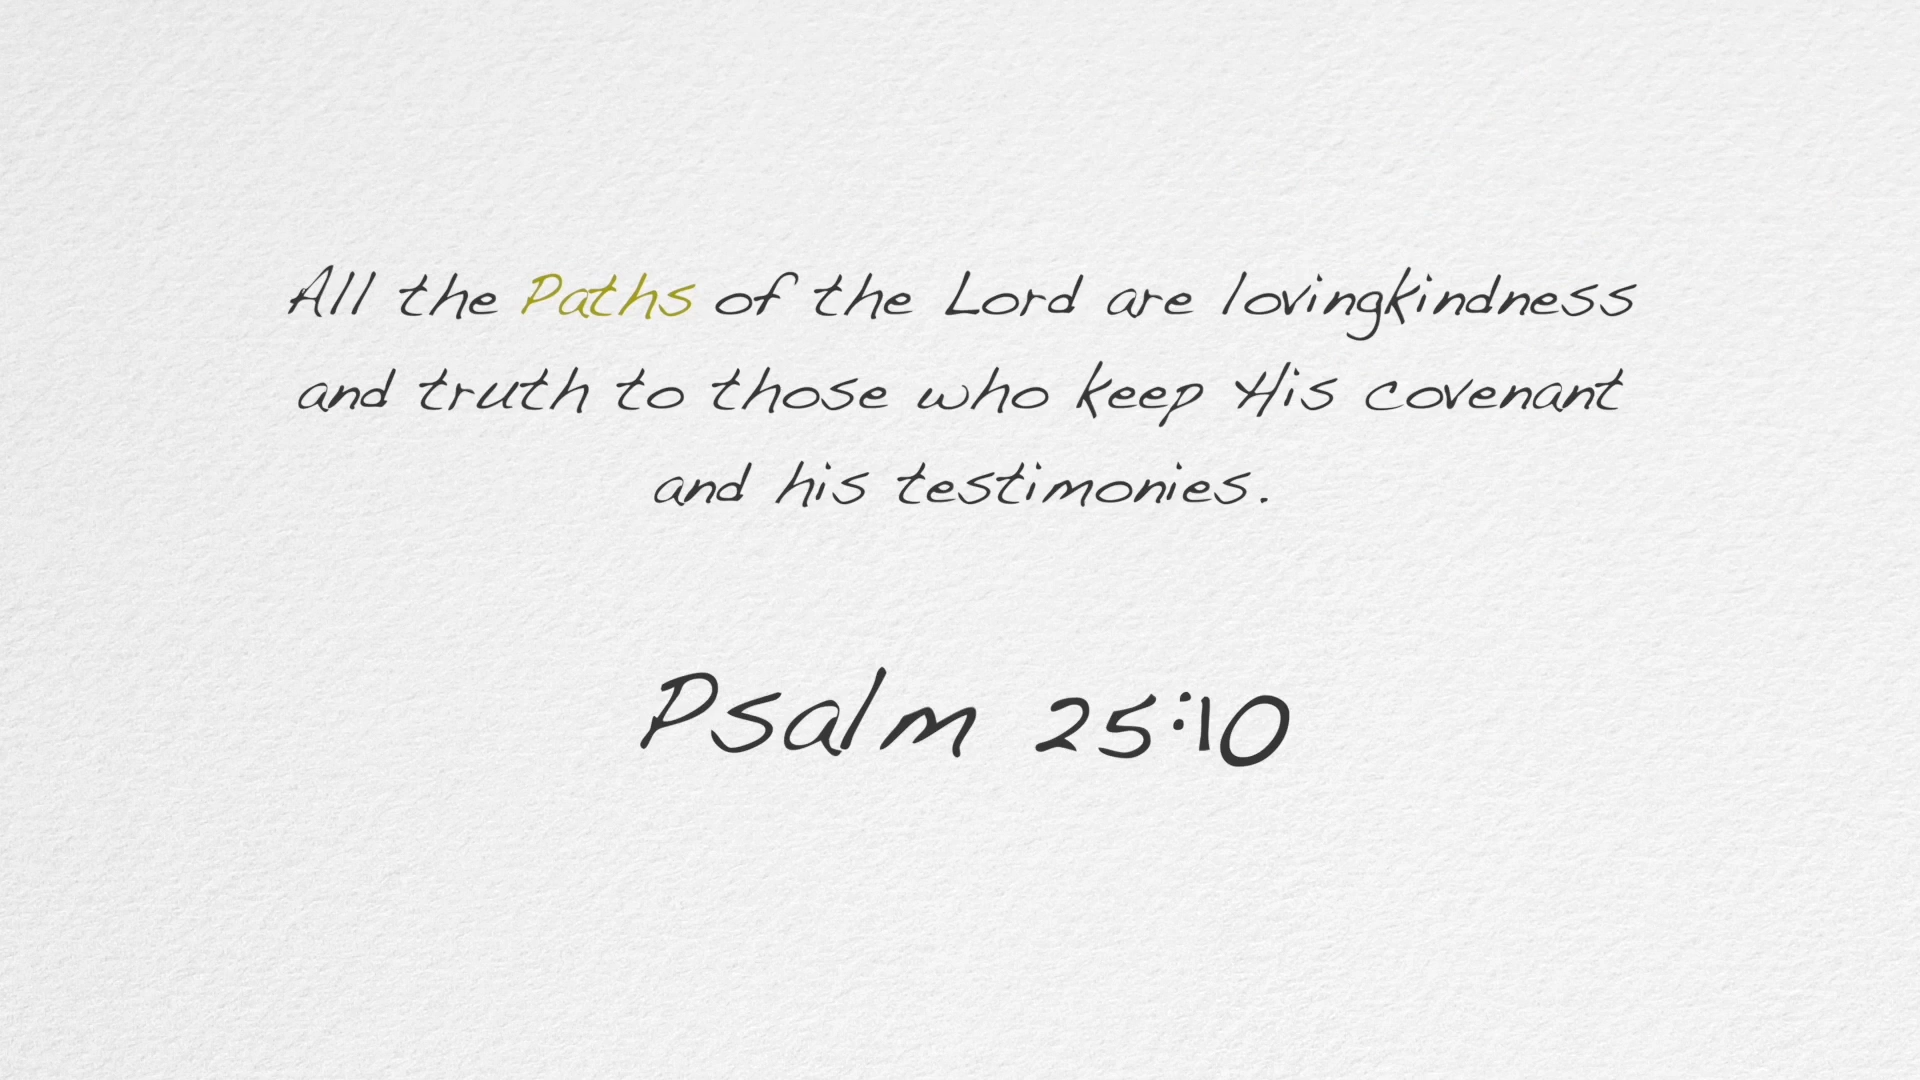 All the Paths of the Lord are lovingkindness
and truth to those who keep His covenant
and his testimonies.
Psalm 25:10